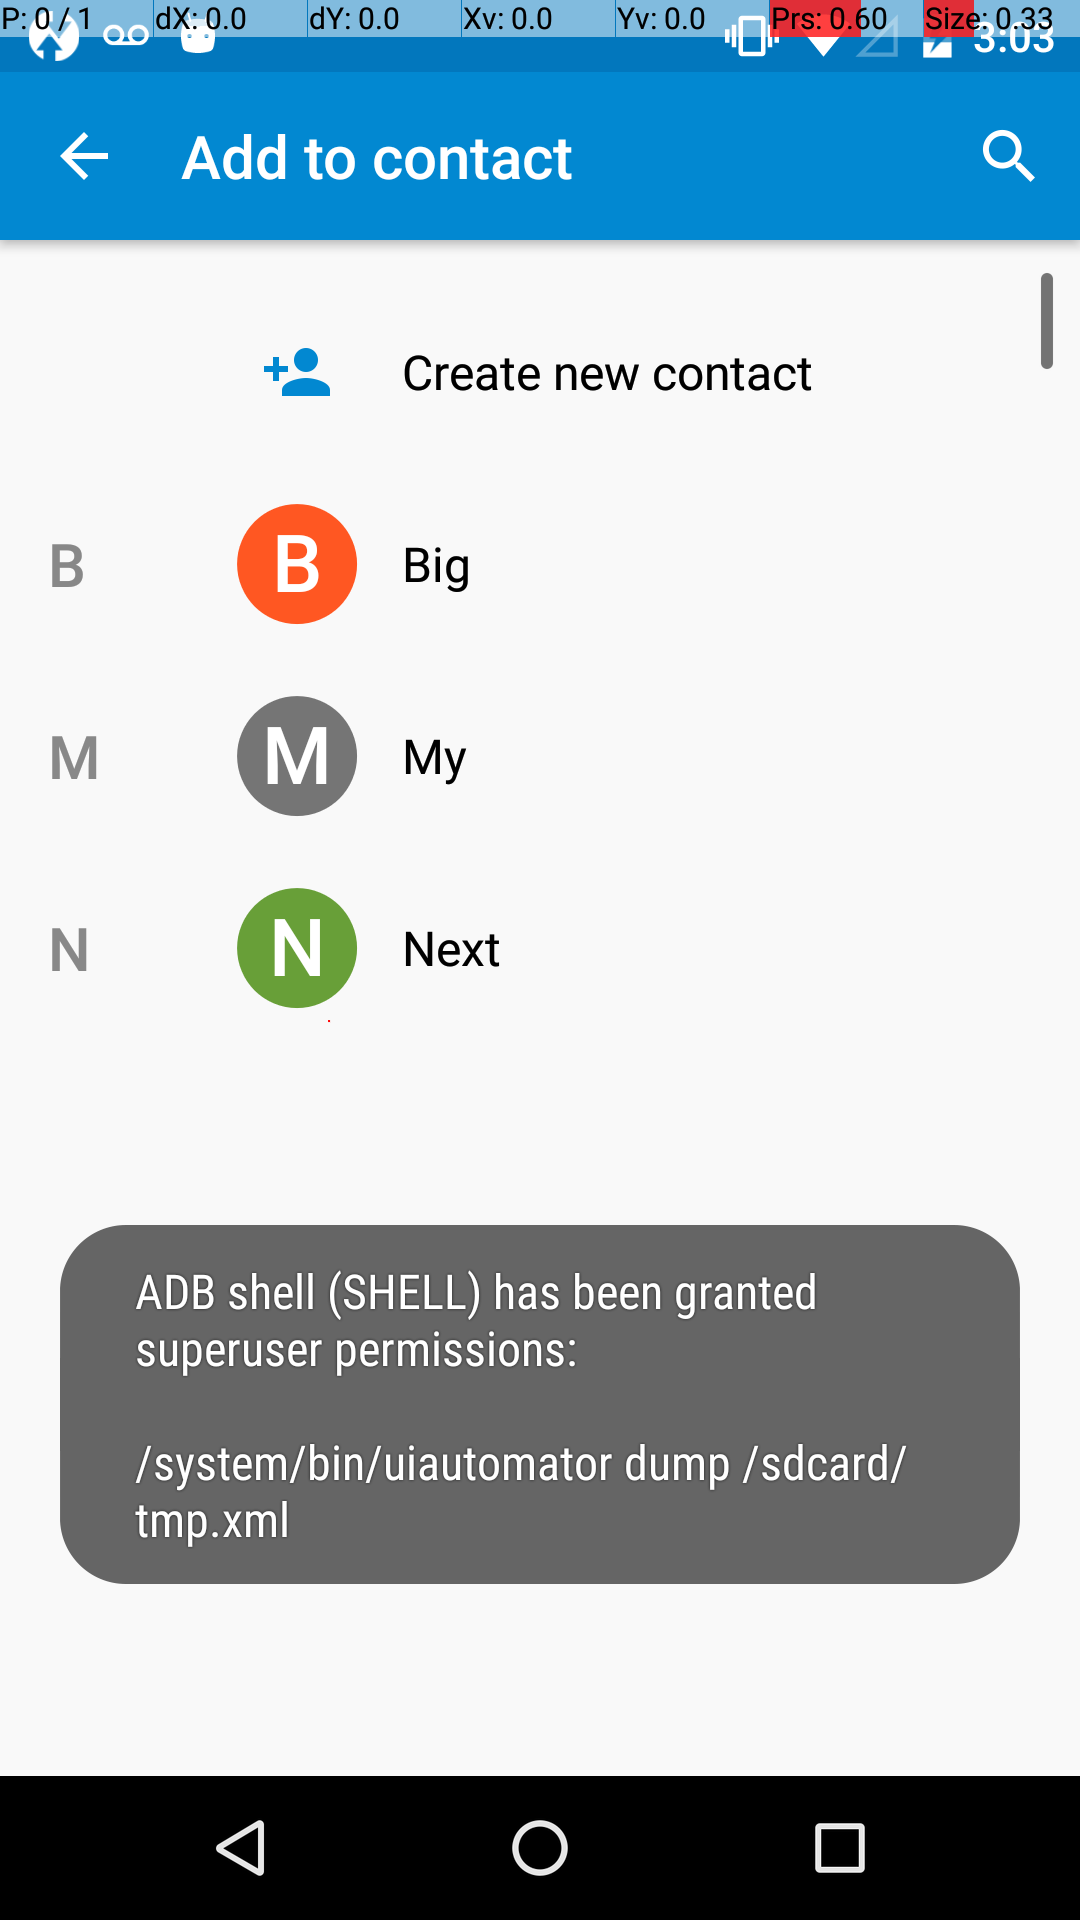 P: 0 / 1 dX: 0.0 dY: 0.0 Xv: 0.0 Yv: 0.0 Prs: 0.60 Size: 0.33
3:03
Add to contact
Create new contact
B B Big
M M My
N N Next
ADB shell (SHELL) has been granted
superuser permissions:
/system/bin/uiautomator dump /sdcard/
tmp.xml